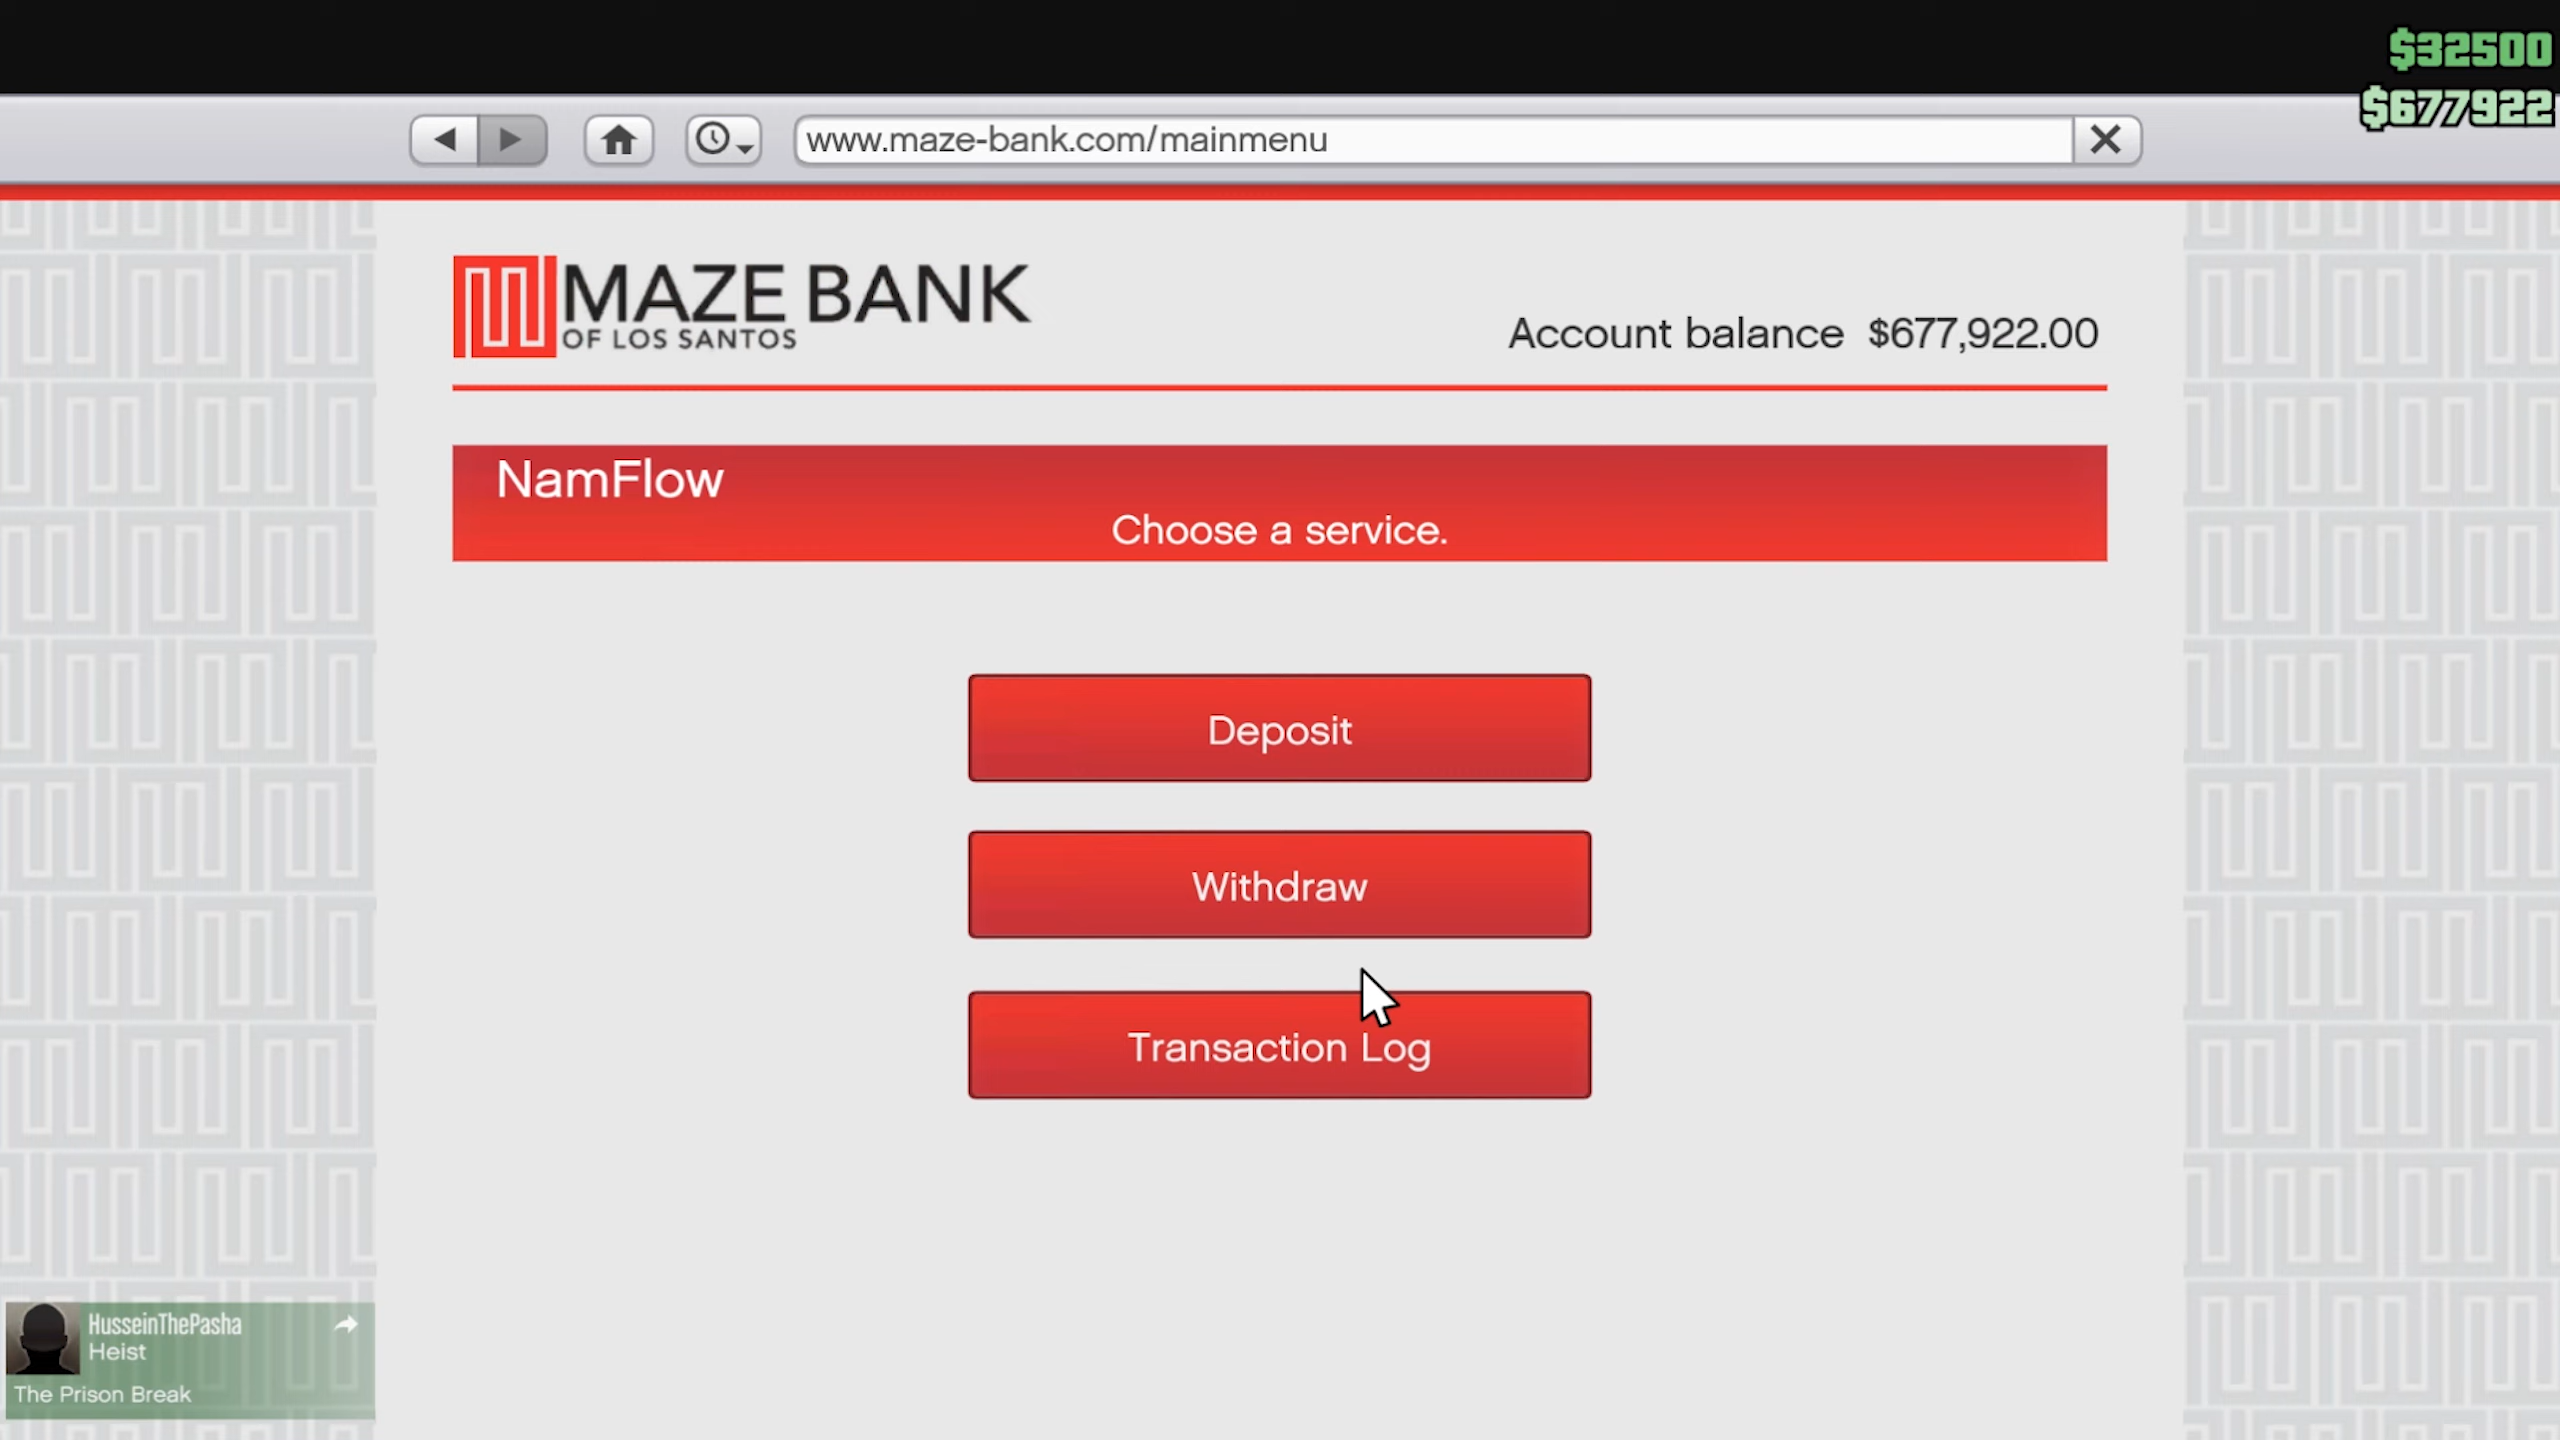 $32500
$677922
www.maze-bank.com/mainmenu
MAZE BANK
OF LOS SANTOS
Account balance $677,922.00
NamFlow
Choose a service.
Deposit
Withdraw
Transaction Log
HusseinThePasha
Heist
The Prison Break